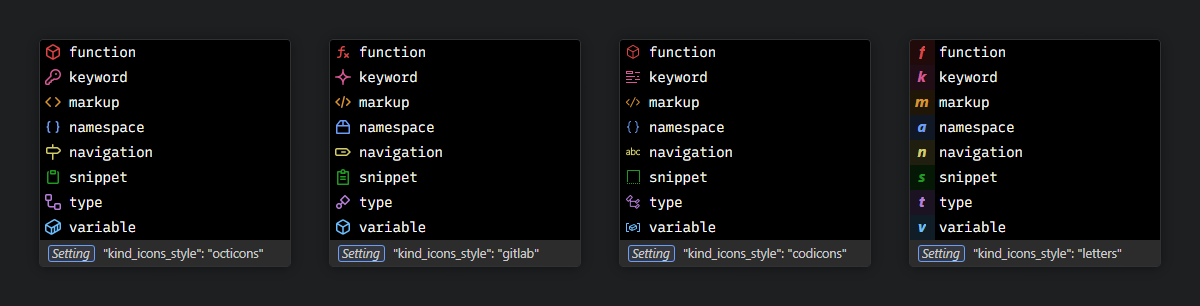 function
keyword
markup
{ } namespace
navigation
snippet
type
variable
Setting "kind_icons_style": "octicons"
fx function
keyword
</> markup
namespace
navigation
snippet
type
variable
Setting "kind_icons_style": "gitlab"
function
keyword
</> markup
{ } namespace
abc navigation
snippet
type
variable
Setting "kind_icons_style": "codicons"
f function
k keyword
m markup
a namespace
n navigation
s snippet
t type
v variable
Setting "kind_icons_style": "letters"